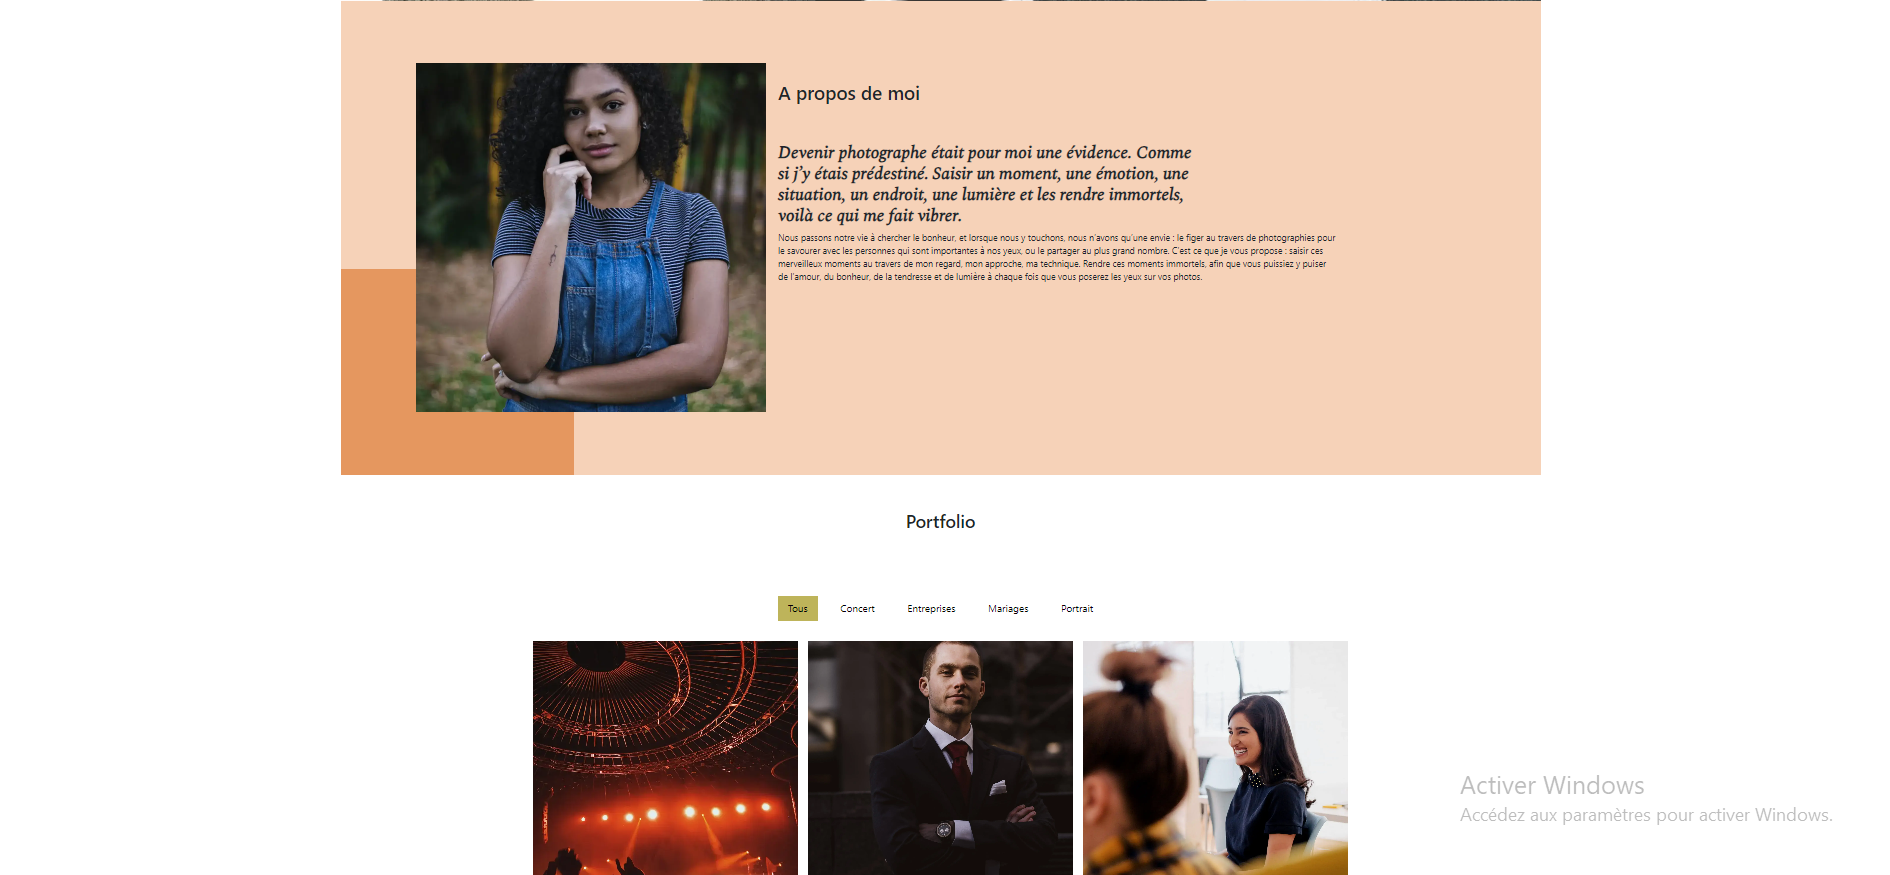 A propos de moi
Devenir photographe était pour moi une évidence. Comme
si j’y étais prédestiné. Saisir un moment, une émotion, une
situation, un endroit, une lumière et les rendre immortels,
voilà ce qui me fait vibrer.
Nous passons notre vie à chercher le bonheur, et lorsque nous y touchons, nous n'avons qu'une envie : le figer au travers de photographies pour
le savourer avec les personnes qui sont importantes à nos yeux, ou le partager au plus grand nombre. C'est ce que je vous propose : saisir ces
merveilleux moments au travers de mon regard, mon approche, ma technique. Rendre ces moments immortels, afin que vous puissiez y puiser
de l'amour, du bonheur, de la tendresse et de lumière à chaque fois que vous poserez les yeux sur vos photos.
Portfolio
Tous Concert Entreprises Mariages Portrait
Activer Windows
Accédez aux paramètres pour activer Windows.